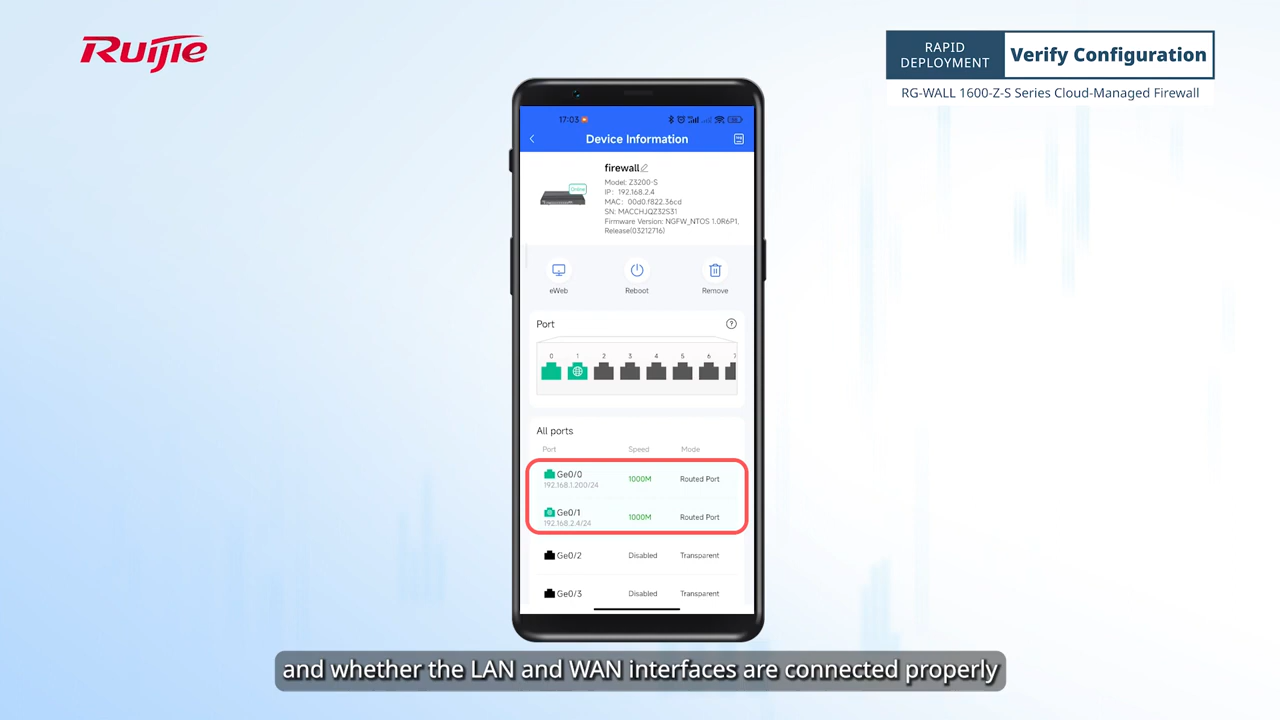 Ruijie
RAPID
DEPLOYMENT
Verify Configuration
RG-WALL 1600-Z-S Series Cloud-Managed Firewall
17:03
Device Information
firewall
Model: Z3200-S
IP: 192.168.2.4
MAC: 00d0.f822.36cd
SN: MACCHJQZ32S31
Firmware Version: NGFW_NTOS 1.0R6P1,
Release(03212716)
eWeb
Reboot
Remove
Port
0 1 2 3 4 5 6 7
All ports
Port Speed Mode
Ge0/0
192.168.1.200/24
1000M
Routed Port
Ge0/1
192.168.2.4/24
1000M
Routed Port
Ge0/2 Disabled Transparent
Ge0/3 Disabled Transparent
and whether the LAN and WAN interfaces are connected properly